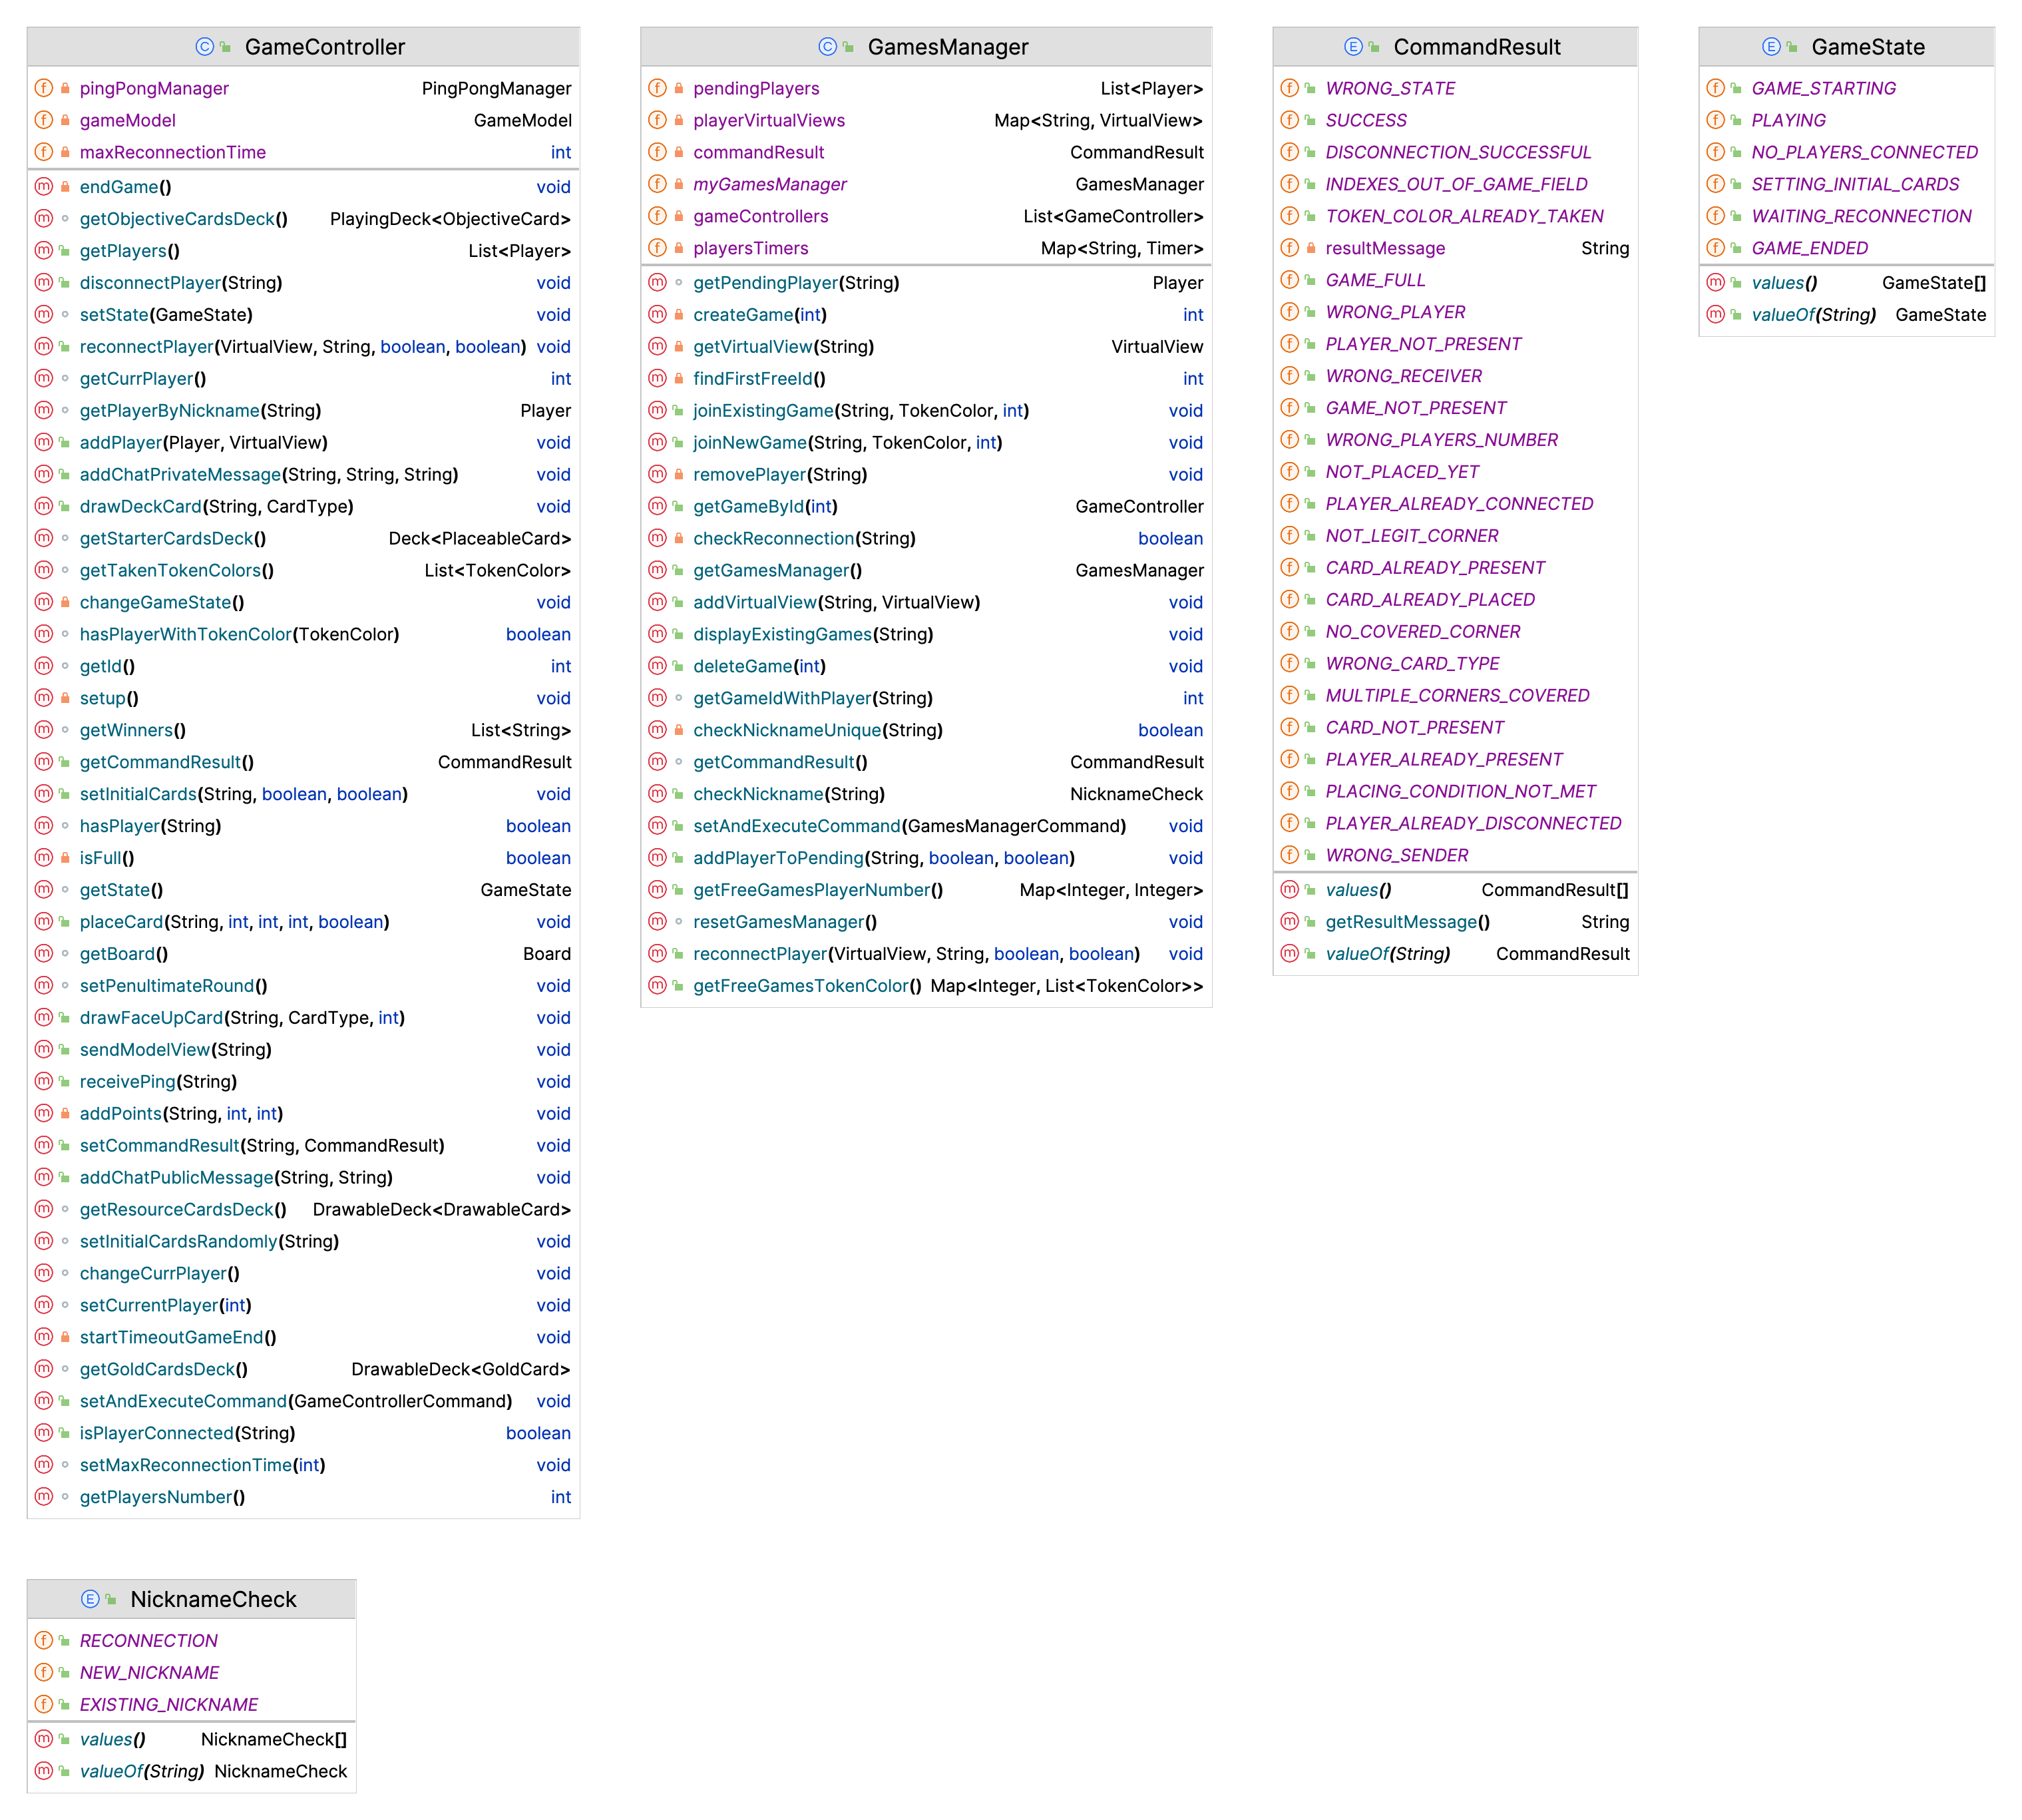 GameController
pingPongManager PingPongManager
gameModel GameModel
maxReconnectionTime int
endGame() void
getObjectiveCardsDeck() PlayingDeck<ObjectiveCard>
getPlayers() List<Player>
disconnectPlayer(String) void
setState(GameState) void
reconnectPlayer(VirtualView, String, boolean, boolean) void
getCurrPlayer() int
getPlayerByNickname(String) Player
addPlayer(Player, VirtualView) void
addChatPrivateMessage(String, String, String) void
drawDeckCard(String, CardType) void
getStarterCardsDeck() Deck<PlaceableCard>
getTakenTokenColors() List<TokenColor>
changeGameState() void
hasPlayerWithTokenColor(TokenColor) boolean
getId() int
setup() void
getWinners() List<String>
getCommandResult() CommandResult
setInitialCards(String, boolean, boolean) void
hasPlayer(String) boolean
isFull() boolean
getState() GameState
placeCard(String, int, int, int, boolean) void
getBoard() Board
setPenultimateRound() void
drawFaceUpCard(String, CardType, int) void
sendModelView(String) void
receivePing(String) void
addPoints(String, int, int) void
setCommandResult(String, CommandResult) void
addChatPublicMessage(String, String) void
getResourceCardsDeck() DrawableDeck<DrawableCard>
setInitialCardsRandomly(String) void
changeCurrPlayer() void
setCurrentPlayer(int) void
startTimeoutGameEnd() void
getGoldCardsDeck() DrawableDeck<GoldCard>
setAndExecuteCommand(GameControllerCommand) void
isPlayerConnected(String) boolean
setMaxReconnectionTime(int) void
getPlayersNumber() int
GamesManager
pendingPlayers List<Player>
playerVirtualViews Map<String, VirtualView>
commandResult CommandResult
myGamesManager GamesManager
gameControllers List<GameController>
playersTimers Map<String, Timer>
getPendingPlayer(String) Player
createGame(int) int
getVirtualView(String) VirtualView
findFirstFreeId() int
joinExistingGame(String, TokenColor, int) void
joinNewGame(String, TokenColor, int) void
removePlayer(String) void
getGameById(int) GameController
checkReconnection(String) boolean
getGamesManager() GamesManager
addVirtualView(String, VirtualView) void
displayExistingGames(String) void
deleteGame(int) void
getGameIdWithPlayer(String) int
checkNicknameUnique(String) boolean
getCommandResult() CommandResult
checkNickname(String) NicknameCheck
setAndExecuteCommand(GamesManagerCommand) void
addPlayerToPending(String, boolean, boolean) void
getFreeGamesPlayerNumber() Map<Integer, Integer>
resetGamesManager() void
reconnectPlayer(VirtualView, String, boolean, boolean) void
getFreeGamesTokenColor() Map<Integer, List<TokenColor>>
CommandResult
WRONG_STATE
SUCCESS
DISCONNECTION_SUCCESSFUL
INDEXES_OUT_OF_GAME_FIELD
TOKEN_COLOR_ALREADY_TAKEN
resultMessage String
GAME_FULL
WRONG_PLAYER
PLAYER_NOT_PRESENT
WRONG_RECEIVER
GAME_NOT_PRESENT
WRONG_PLAYERS_NUMBER
NOT_PLACED_YET
PLAYER_ALREADY_CONNECTED
NOT_LEGIT_CORNER
CARD_ALREADY_PRESENT
CARD_ALREADY_PLACED
NO_COVERED_CORNER
WRONG_CARD_TYPE
MULTIPLE_CORNERS_COVERED
CARD_NOT_PRESENT
PLAYER_ALREADY_PRESENT
PLACING_CONDITION_NOT_MET
PLAYER_ALREADY_DISCONNECTED
WRONG_SENDER
values() CommandResult[]
getResultMessage() String
valueOf(String) CommandResult
GameState
GAME_STARTING
PLAYING
NO_PLAYERS_CONNECTED
SETTING_INITIAL_CARDS
WAITING_RECONNECTION
GAME_ENDED
values() GameState[]
valueOf(String) GameState
NicknameCheck
RECONNECTION
NEW_NICKNAME
EXISTING_NICKNAME
values() NicknameCheck[]
valueOf(String) NicknameCheck